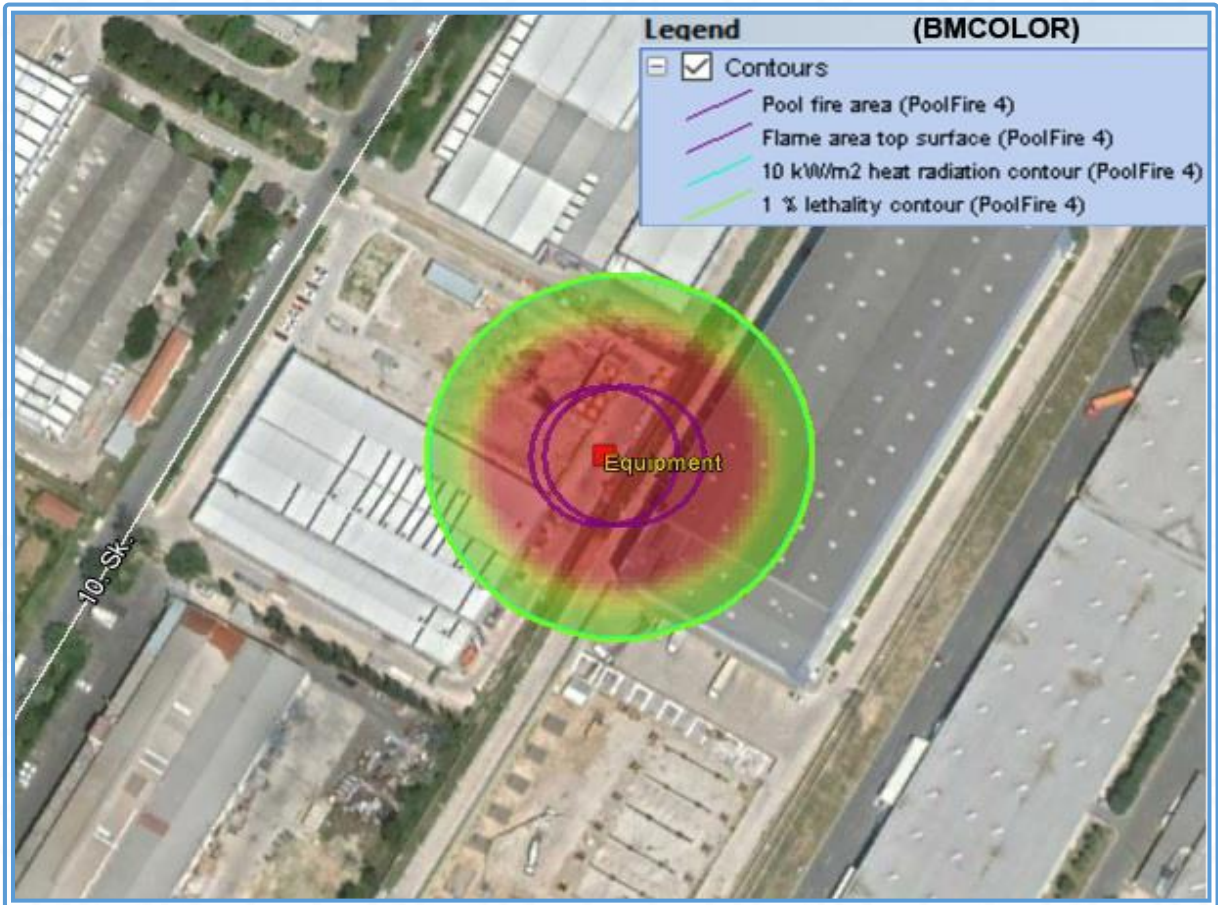 Legend (BMCOLOR)
Contours
Pool fire area (PoolFire 4)
Flame area top surface (PoolFire 4)
10 kW/m2 heat radiation contour (PoolFire 4)
1 % lethality contour (PoolFire 4)
Equipment
10. Sk.